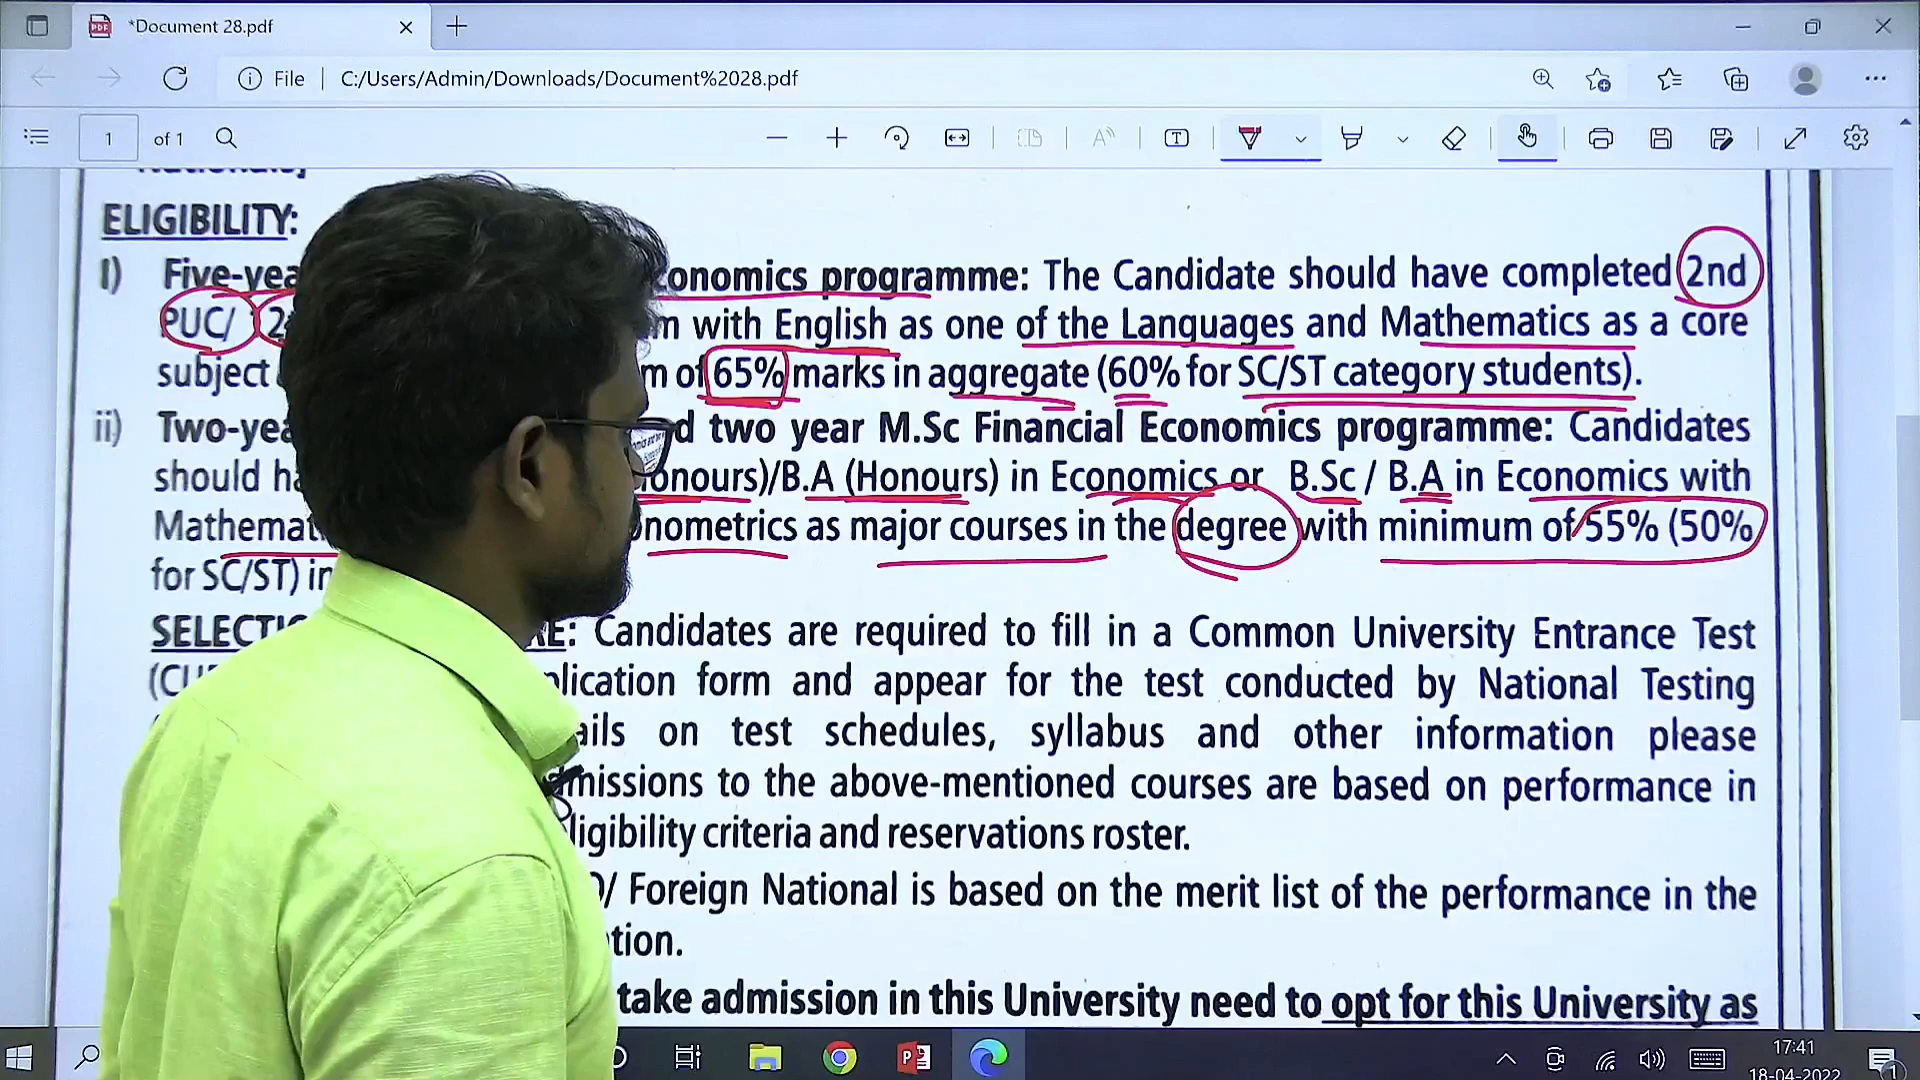 *Document 28.pdf
File C:/Users/Admin/Downloads/Document%2028.pdf
1 of 1
ELIGIBILITY:
I) Five-yea onomics programme: The Candidate should have completed 2nd
PUC/ 2 m with English as one of the Languages and Mathematics as a core
subject m of 65% marks in aggregate (60% for SC/ST category students).
ii) Two-yea d two year M.Sc Financial Economics programme: Candidates
should ha onours)/B.A (Honours) in Economics or B.Sc / B.A in Economics with
Mathemat onometrics as major courses in the degree with minimum of 55% (50%
for SC/ST) in
SELECTIO E: Candidates are required to fill in a Common University Entrance Test
(CU plication form and appear for the test conducted by National Testing
ails on test schedules, syllabus and other information please
dmissions to the above-mentioned courses are based on performance in
ligibility criteria and reservations roster.
O/ Foreign National is based on the merit list of the performance in the
tion.
take admission in this University need to opt for this University as
17:41
18-04-2022